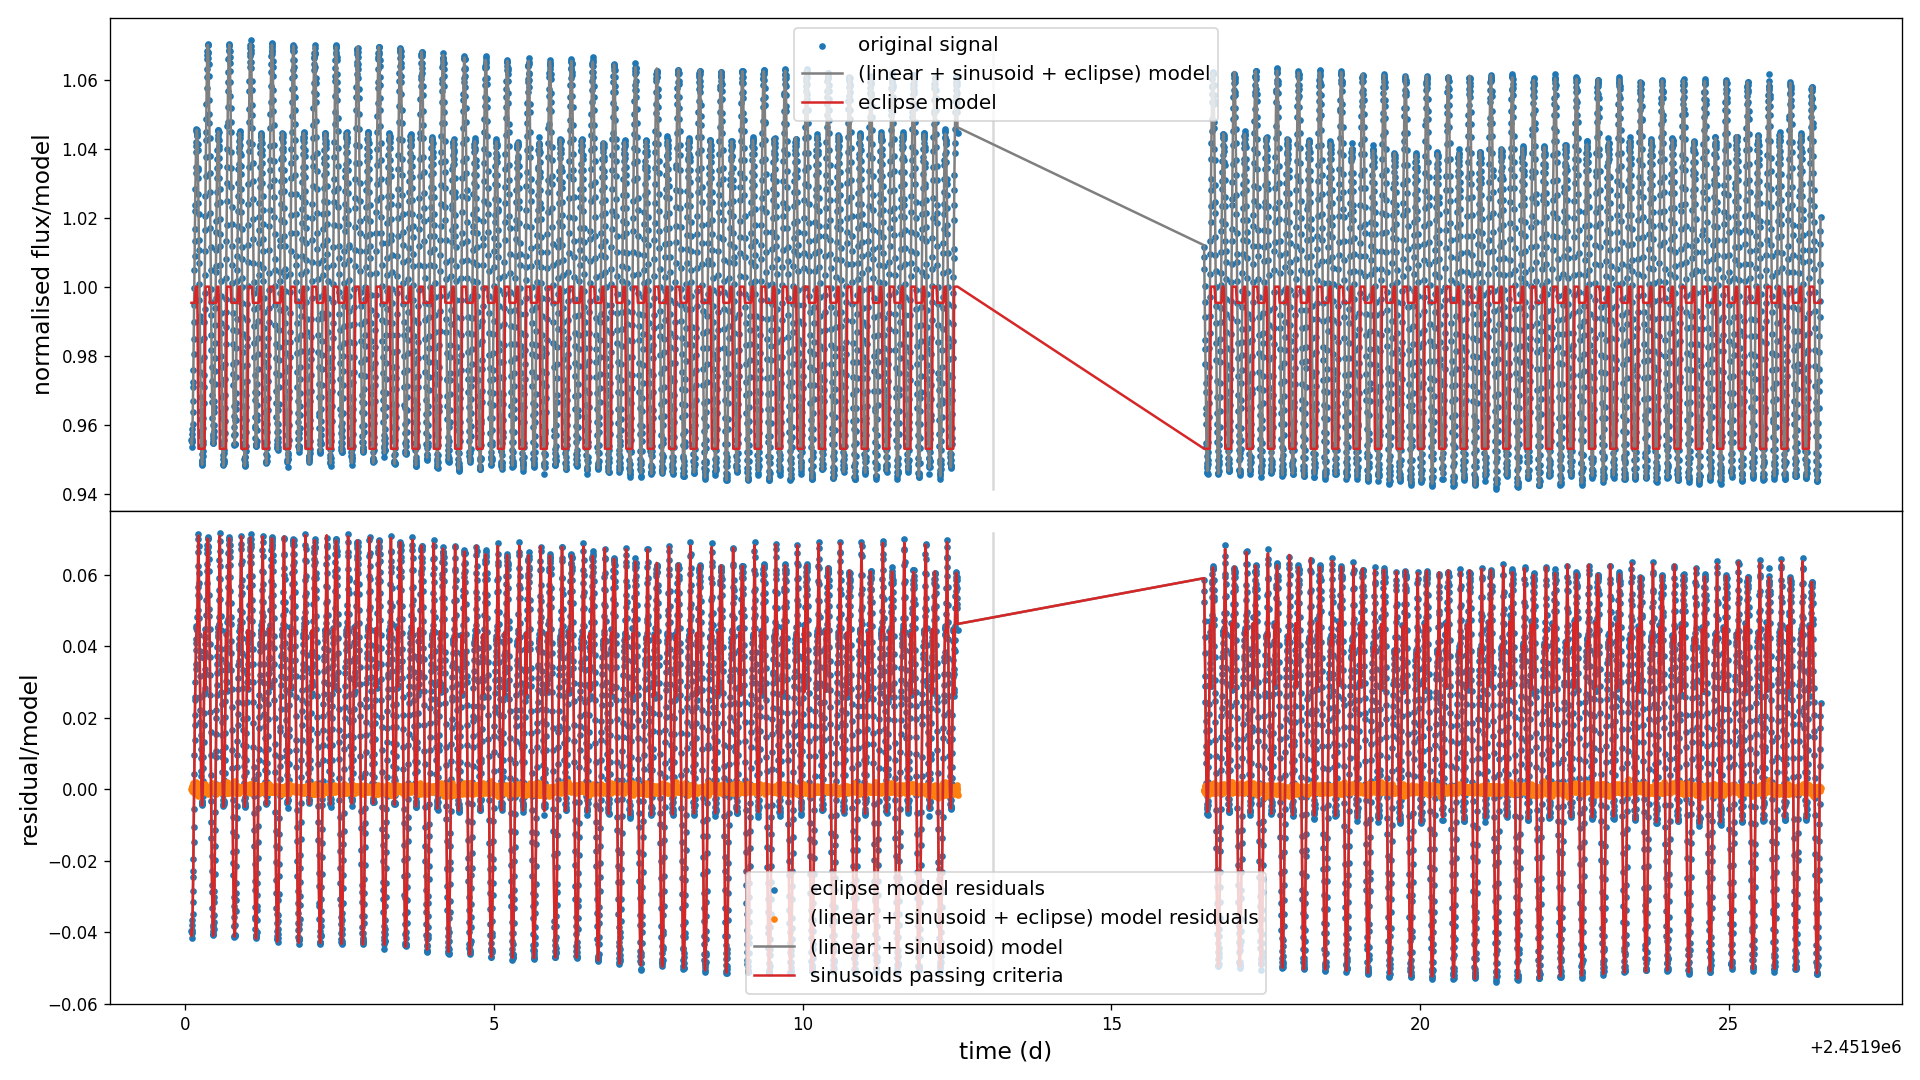 original signal
(linear + sinusoid + eclipse) model
eclipse model
normalised flux/model
1.06
1.04
1.02
1.00
0.98
0.96
0.94
residual/model
0.06
0.04
0.02
0.00
−0.02
−0.04
−0.06
eclipse model residuals
(linear + sinusoid + eclipse) model residuals
(linear + sinusoid) model
sinusoids passing criteria
0 5 10 15 20 25
time (d)
+2.4519e6